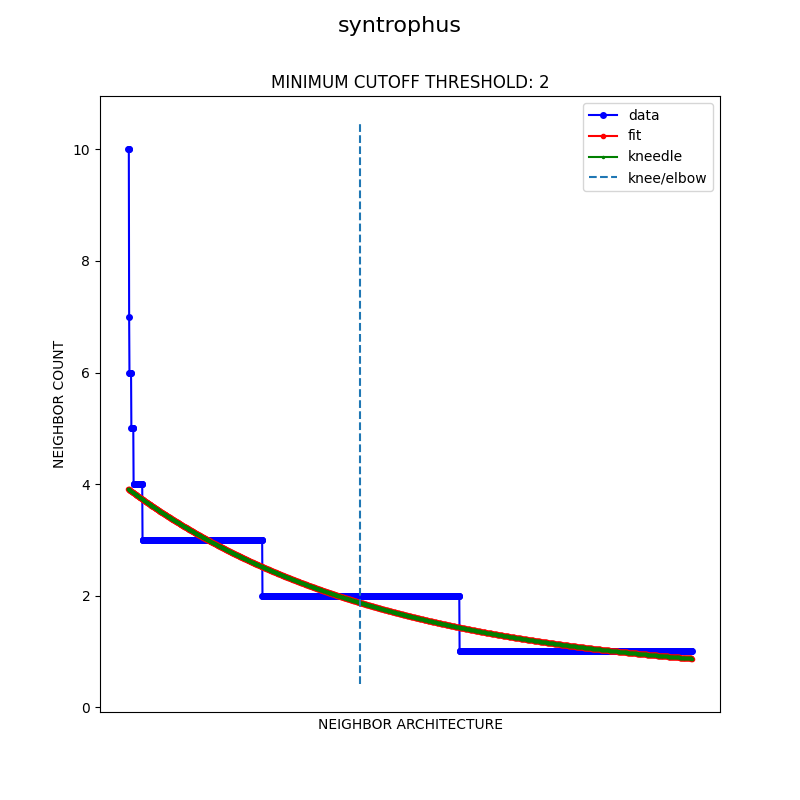 syntrophus
MINIMUM CUTOFF THRESHOLD: 2
data
fit
kneedle
knee/elbow
NEIGHBOR COUNT
10
8
6
4
2
0
NEIGHBOR ARCHITECTURE